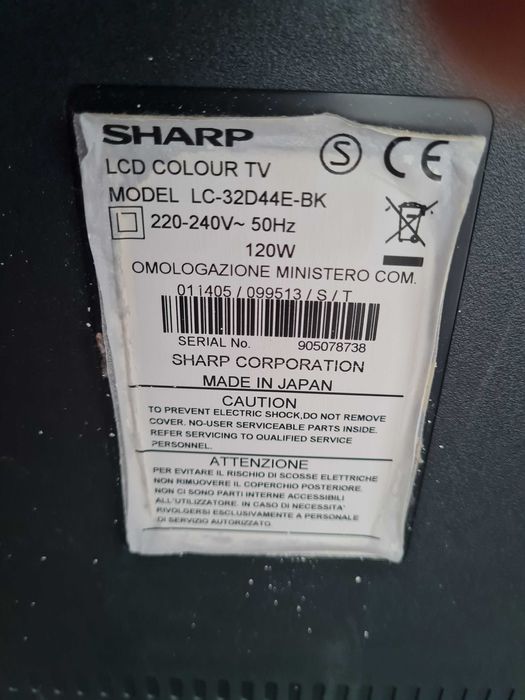 SHARP
LCD COLOUR TV
MODEL LC-32D44E-BK
220-240V~ 50Hz
120W
OMOLOGAZIONE MINISTERO COM.
011405 / 099513 / S / T
SERIAL No. 905078738
SHARP CORPORATION
MADE IN JAPAN
CAUTION
TO PREVENT ELECTRIC SHOCK,DO NOT REMOVE
COVER. NO-USER SERVICEABLE PARTS INSIDE.
REFER SERVICING TO QUALIFIED SERVICE
PERSONNEL.
ATTENZIONE
PER EVITARE IL RISCHIO DI SCOSSE ELETTRICHE
NON RIMUOVERE IL COPERCHIO POSTERIORE.
NON CI SONO PARTI INTERNE ACCESSIBILI
ALL'UTILIZZATORE. IN CASO DI NECESSITA'
RIVOLGERSI ESCLUSIVAMENTE A PERSONALE
DI SERVIZIO AUTORIZZATO.
S
CE